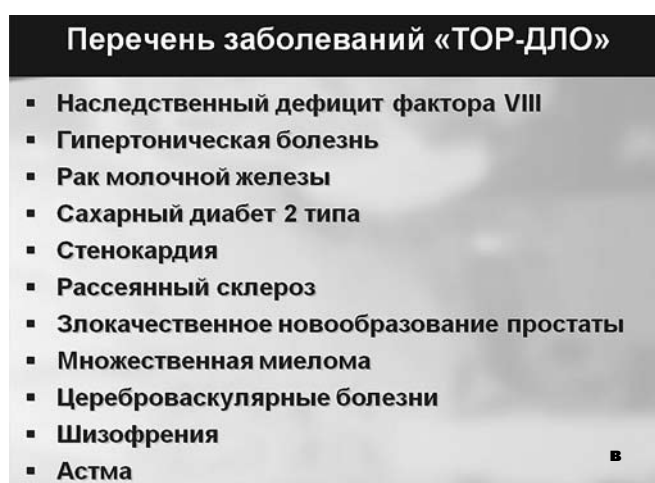 Перечень заболеваний «ТОР-ДЛО»
▪ Наследственный дефицит фактора VIII
▪ Гипертоническая болезнь
▪ Рак молочной железы
▪ Сахарный диабет 2 типа
▪ Стенокардия
▪ Рассеянный склероз
▪ Злокачественное новообразование простаты
▪ Множественная миелома
▪ Цереброваскулярные болезни
▪ Шизофрения
▪ Астма
в